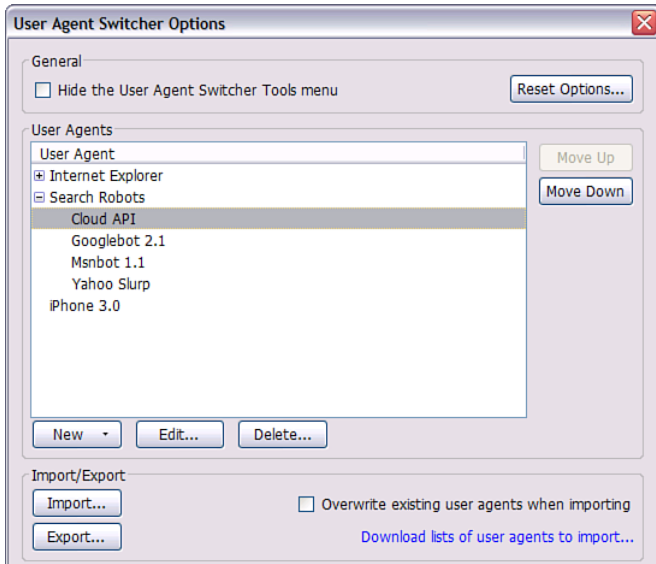 User Agent Switcher Options
General
Hide the User Agent Switcher Tools menu
Reset Options...
User Agents
User Agent
Move Up
Internet Explorer
Move Down
Search Robots
Cloud API
Googlebot 2.1
Msnbot 1.1
Yahoo Slurp
iPhone 3.0
New
Edit...
Delete...
Import/Export
Import...
Overwrite existing user agents when importing
Export...
Download lists of user agents to import...